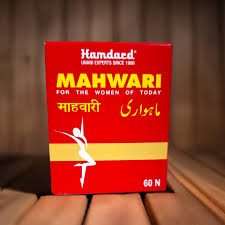 Hamdard
UNANI EXPERTS SINCE 1906
MAHWARI
FOR THE WOMEN OF TODAY
माहवारी ماہواری
60 N